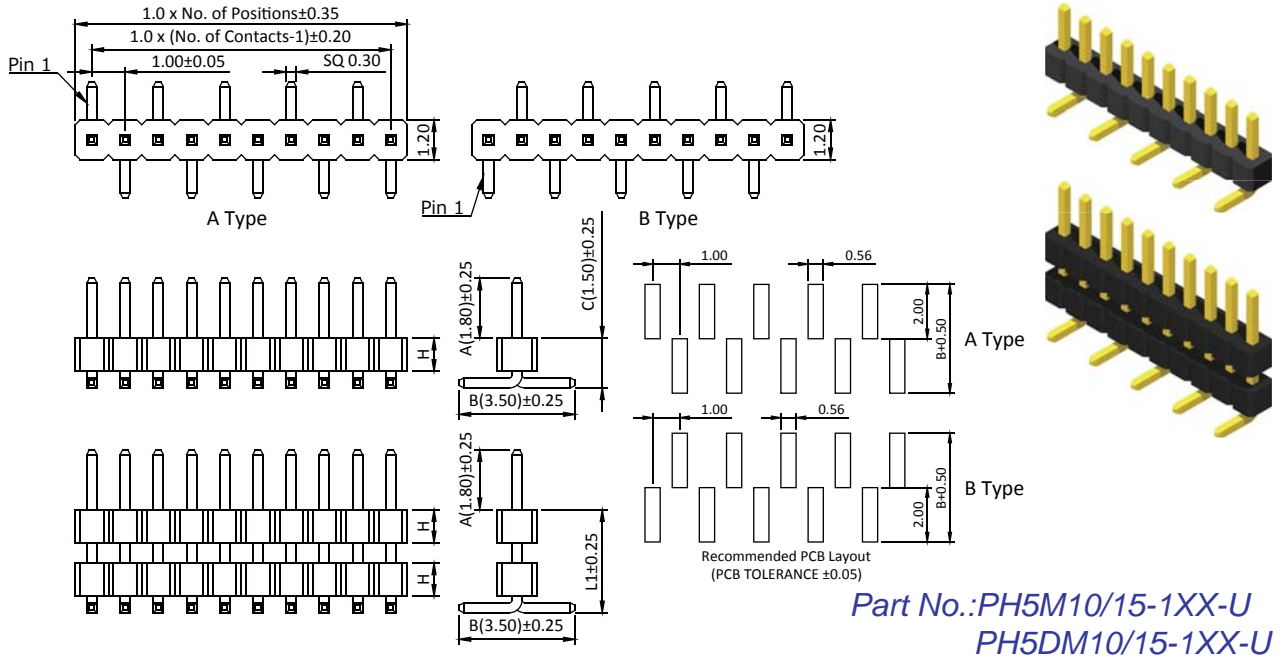 1.0 x No. of Positions±0.35
1.0 x (No. of Contacts-1)±0.20
Pin 1
1.00±0.05
SQ 0.30
1.20
1.20
A Type
Pin 1
B Type
A(1.80)±0.25
C(1.50)±0.25
H
B(3.50)±0.25
1.00
0.56
2.00
B+0.50
A Type
1.00
0.56
A(1.80)±0.25
H
H
L1±0.25
B(3.50)±0.25
2.00
B+0.50
B Type
Recommended PCB Layout
(PCB TOLERANCE ±0.05)
Part No.:PH5M10/15-1XX-U
PH5DM10/15-1XX-U